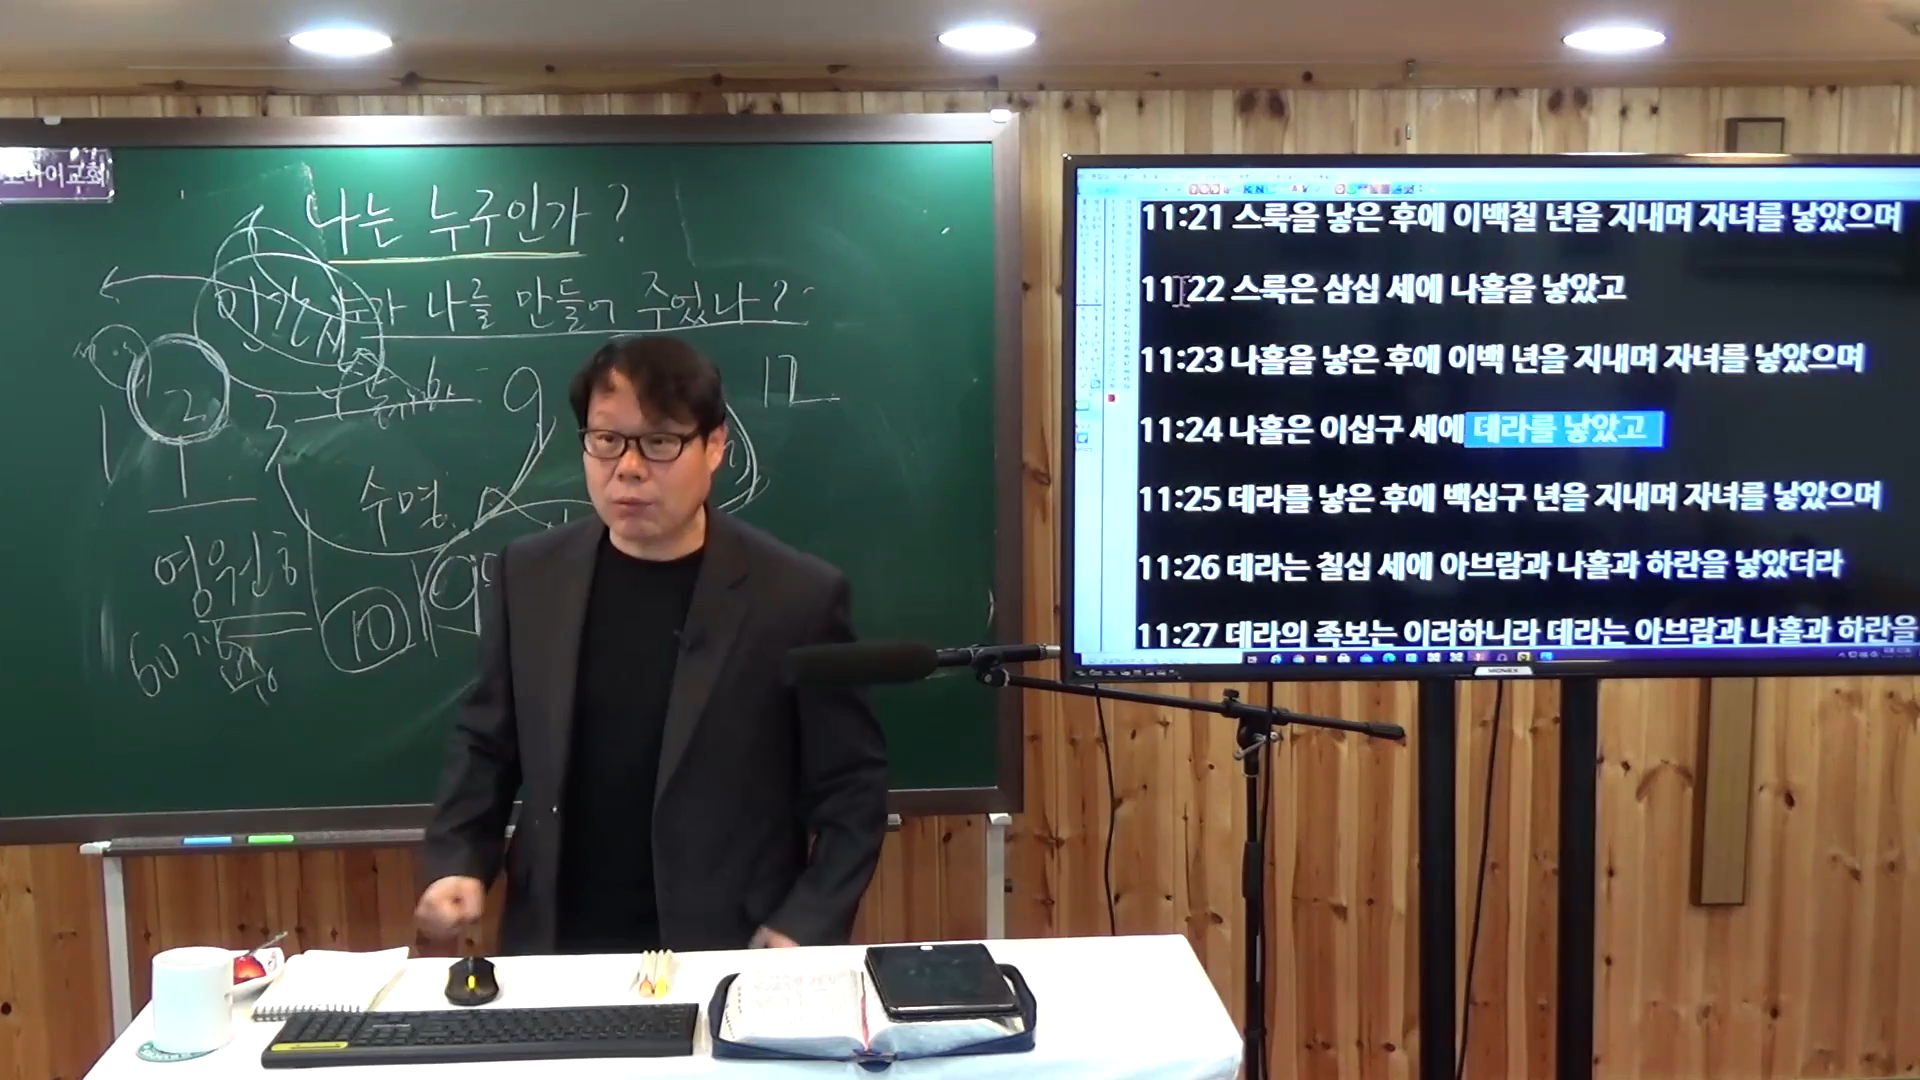 나는 누구인가?
누가 나를 만들어 주었나?
2
3
9
12
수명
영원히
10
60
11:21 스룩을 낳은 후에 이백칠 년을 지내며 자녀를 낳았으며
11:22 스룩은 삼십 세에 나홀을 낳았고
11:23 나홀을 낳은 후에 이백 년을 지내며 자녀를 낳았으며
11:24 나홀은 이십구 세에 데라를 낳았고
11:25 데라를 낳은 후에 백십구 년을 지내며 자녀를 낳았으며
11:26 데라는 칠십 세에 아브람과 나홀과 하란을 낳았더라
11:27 데라의 족보는 이러하니라 데라는 아브람과 나홀과 하란을